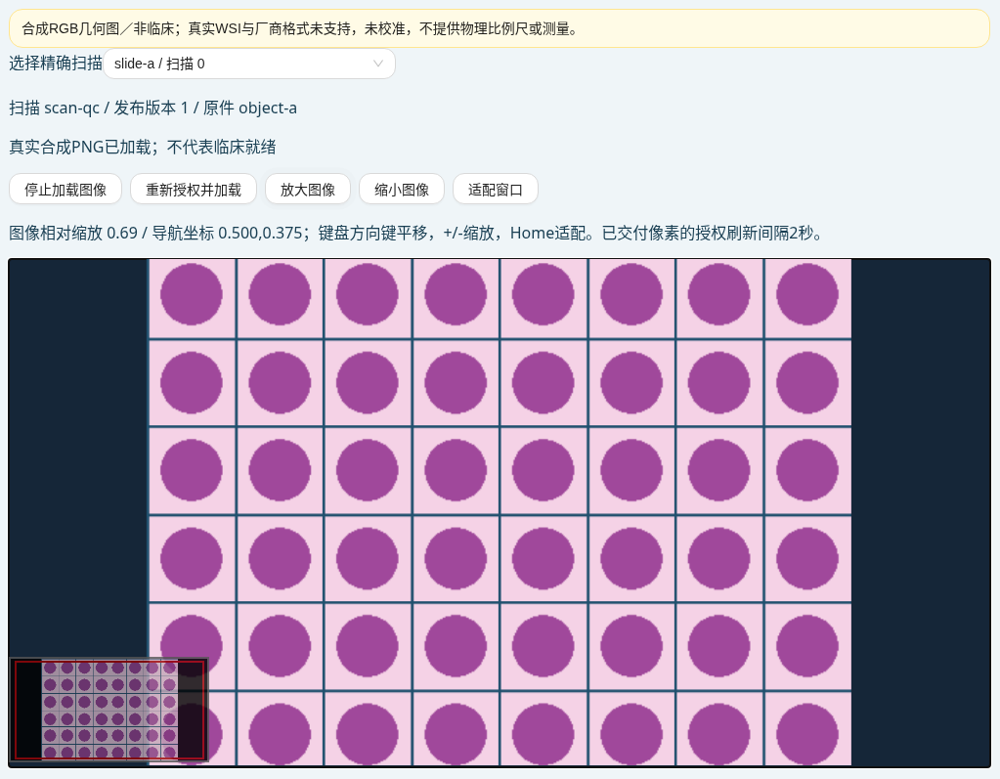 合成RGB几何图／非临床；真实WSI与厂商格式未支持，未校准，不提供物理比例尺或测量。
选择精确扫描 slide-a / 扫描 0
扫描 scan-qc / 发布版本 1 / 原件 object-a
真实合成PNG已加载；不代表临床就绪
停止加载图像 重新授权并加载 放大图像 缩小图像 适配窗口
图像相对缩放 0.69 / 导航坐标 0.500,0.375；键盘方向键平移，+/-缩放，Home适配。已交付像素的授权刷新间隔2秒。